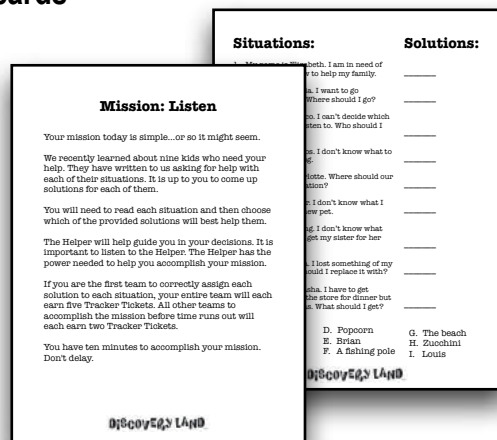 Mission: Listen
Your mission today is simple...or so it might seem.
We recently learned about nine kids who need your
help. They have written to us asking for help with
each of their situations. It is up to you to come up
solutions for each of them.
You will need to read each situation and then choose
which of the provided solutions will best help them.
The Helper will help guide you in your decisions. It is
important to listen to the Helper. The Helper has the
power needed to help you accomplish your mission.
If you are the first team to correctly assign each
solution to each situation, your entire team will each
earn five Tracker Tickets. All other teams to
accomplish the mission before time runs out will
each earn two Tracker Tickets.
You have ten minutes to accomplish your mission.
Don't delay.
DISCOVERY LAND
Situations:
Solutions:
I am in need of
to help my family.
I want to go
Where should I go?
I can't decide which
Who should I
I don't know what to
Where should our
I don't know what I
new pet.
I don't know what
get my sister for her
I lost something of my
I replace it with?
I have to get
the store for dinner but
What should I get?
D. Popcorn
E. Brian
F. A fishing pole
G. The beach
H. Zucchini
I. Louis
DISCOVERY LAND